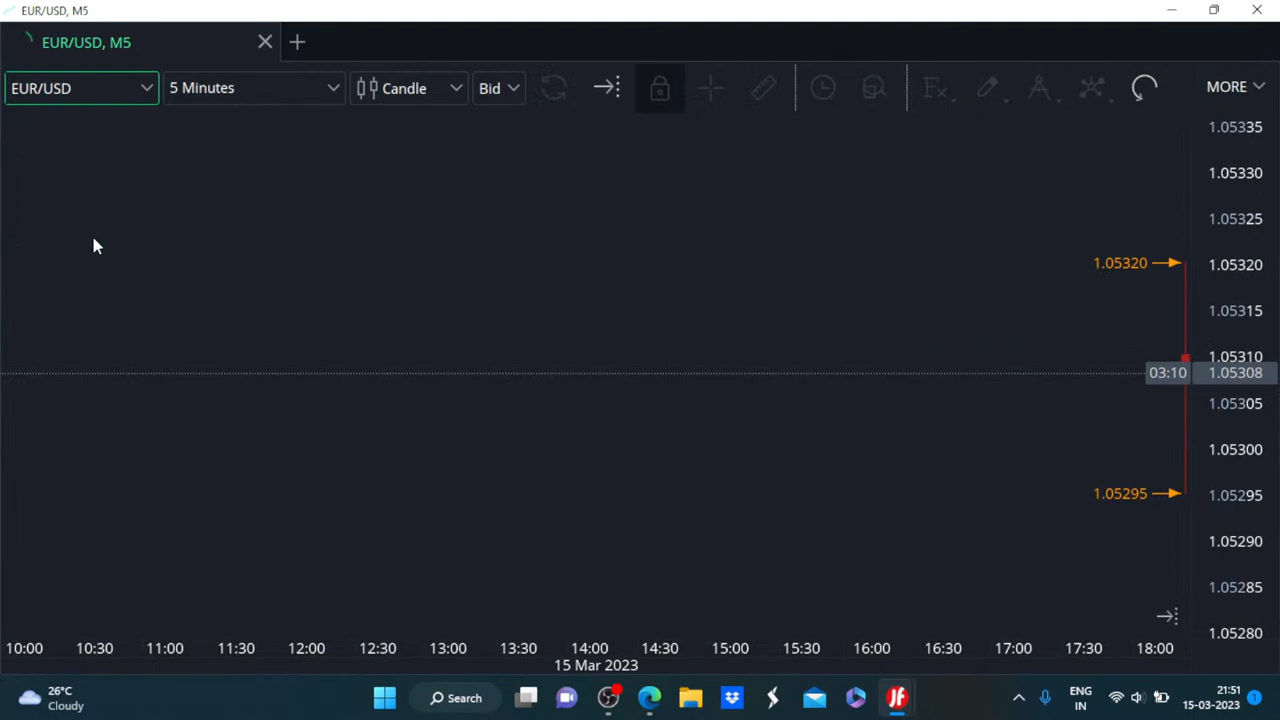 EUR/USD, M5
EUR/USD, M5
EUR/USD 5 Minutes Candle Bid MORE
1.05335
1.05330
1.05325
1.05320 1.05320
1.05315
1.05310
03:10 1.05308
1.05305
1.05300
1.05295 1.05295
1.05290
1.05285
1.05280
10:00 10:30 11:00 11:30 12:00 12:30 13:00 13:30 14:00 14:30 15:00 15:30 16:00 16:30 17:00 17:30 18:00
15 Mar 2023
26°C
Cloudy
Search
JF
ENG
IN
21:51
15-03-2023
1